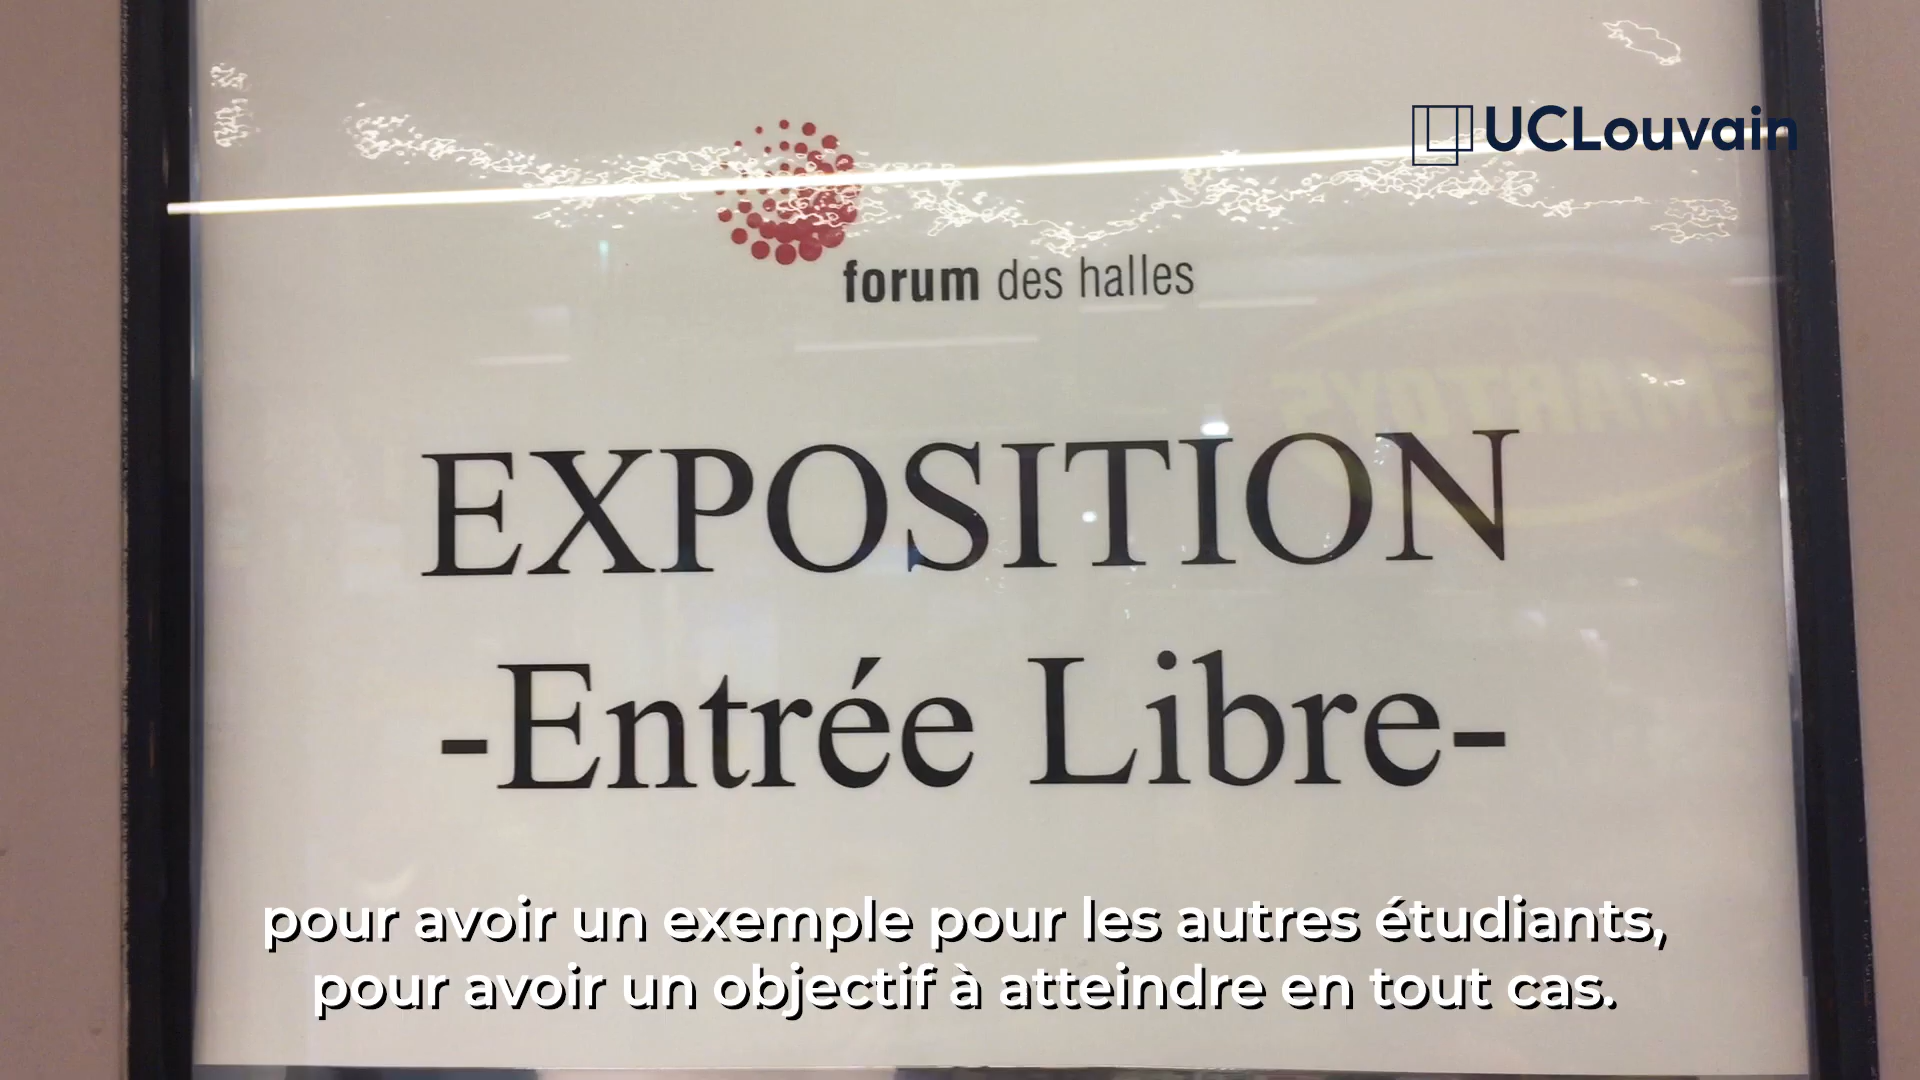 UCLouvain
forum des halles
SMARTOYS
EXPOSITION
-Entrée Libre-
pour avoir un exemple pour les autres étudiants,
pour avoir un objectif à atteindre en tout cas.